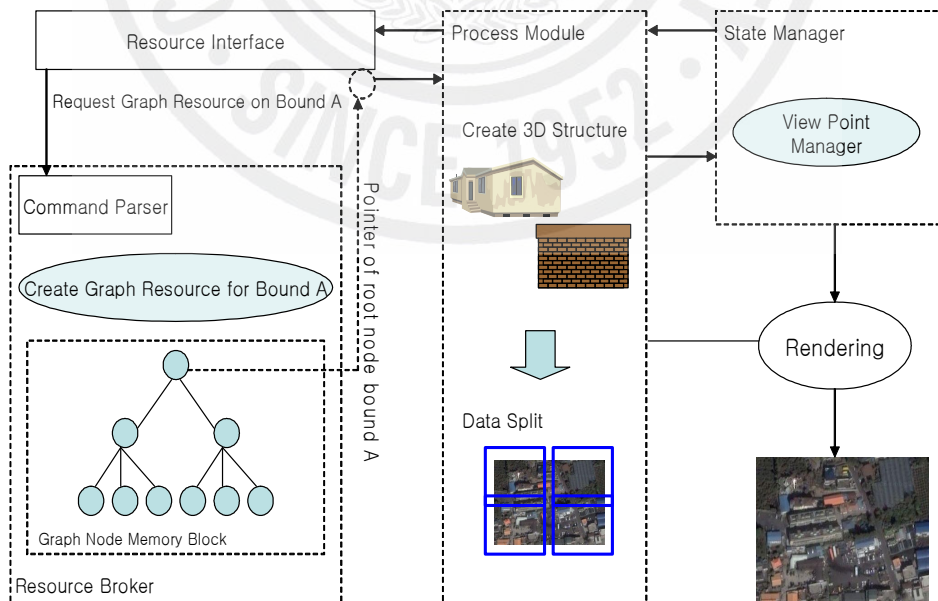 Resource Interface
Process Module
State Manager
Request Graph Resource on Bound A
SINCE 1952
Create 3D Structure
View Point
Manager
Command Parser
Pointer of root node bound A
Create Graph Resource for Bound A
Rendering
Data Split
Graph Node Memory Block
Resource Broker